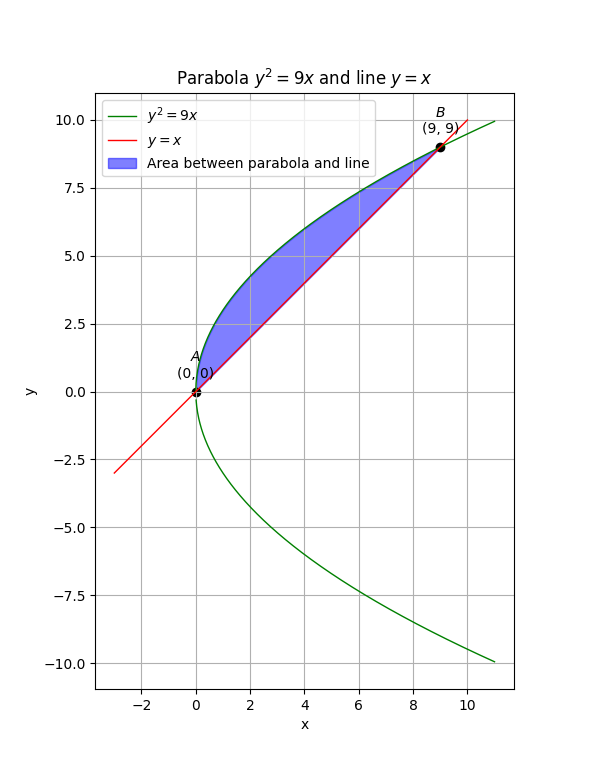 Parabola $y^2 = 9x$ and line $y = x$
$y^2 = 9x$
$y = x$
Area between parabola and line
B
(9, 9)
A
(0, 0)
10.0
7.5
5.0
2.5
0.0
−2.5
−5.0
−7.5
−10.0
y
−2 0 2 4 6 8 10
x